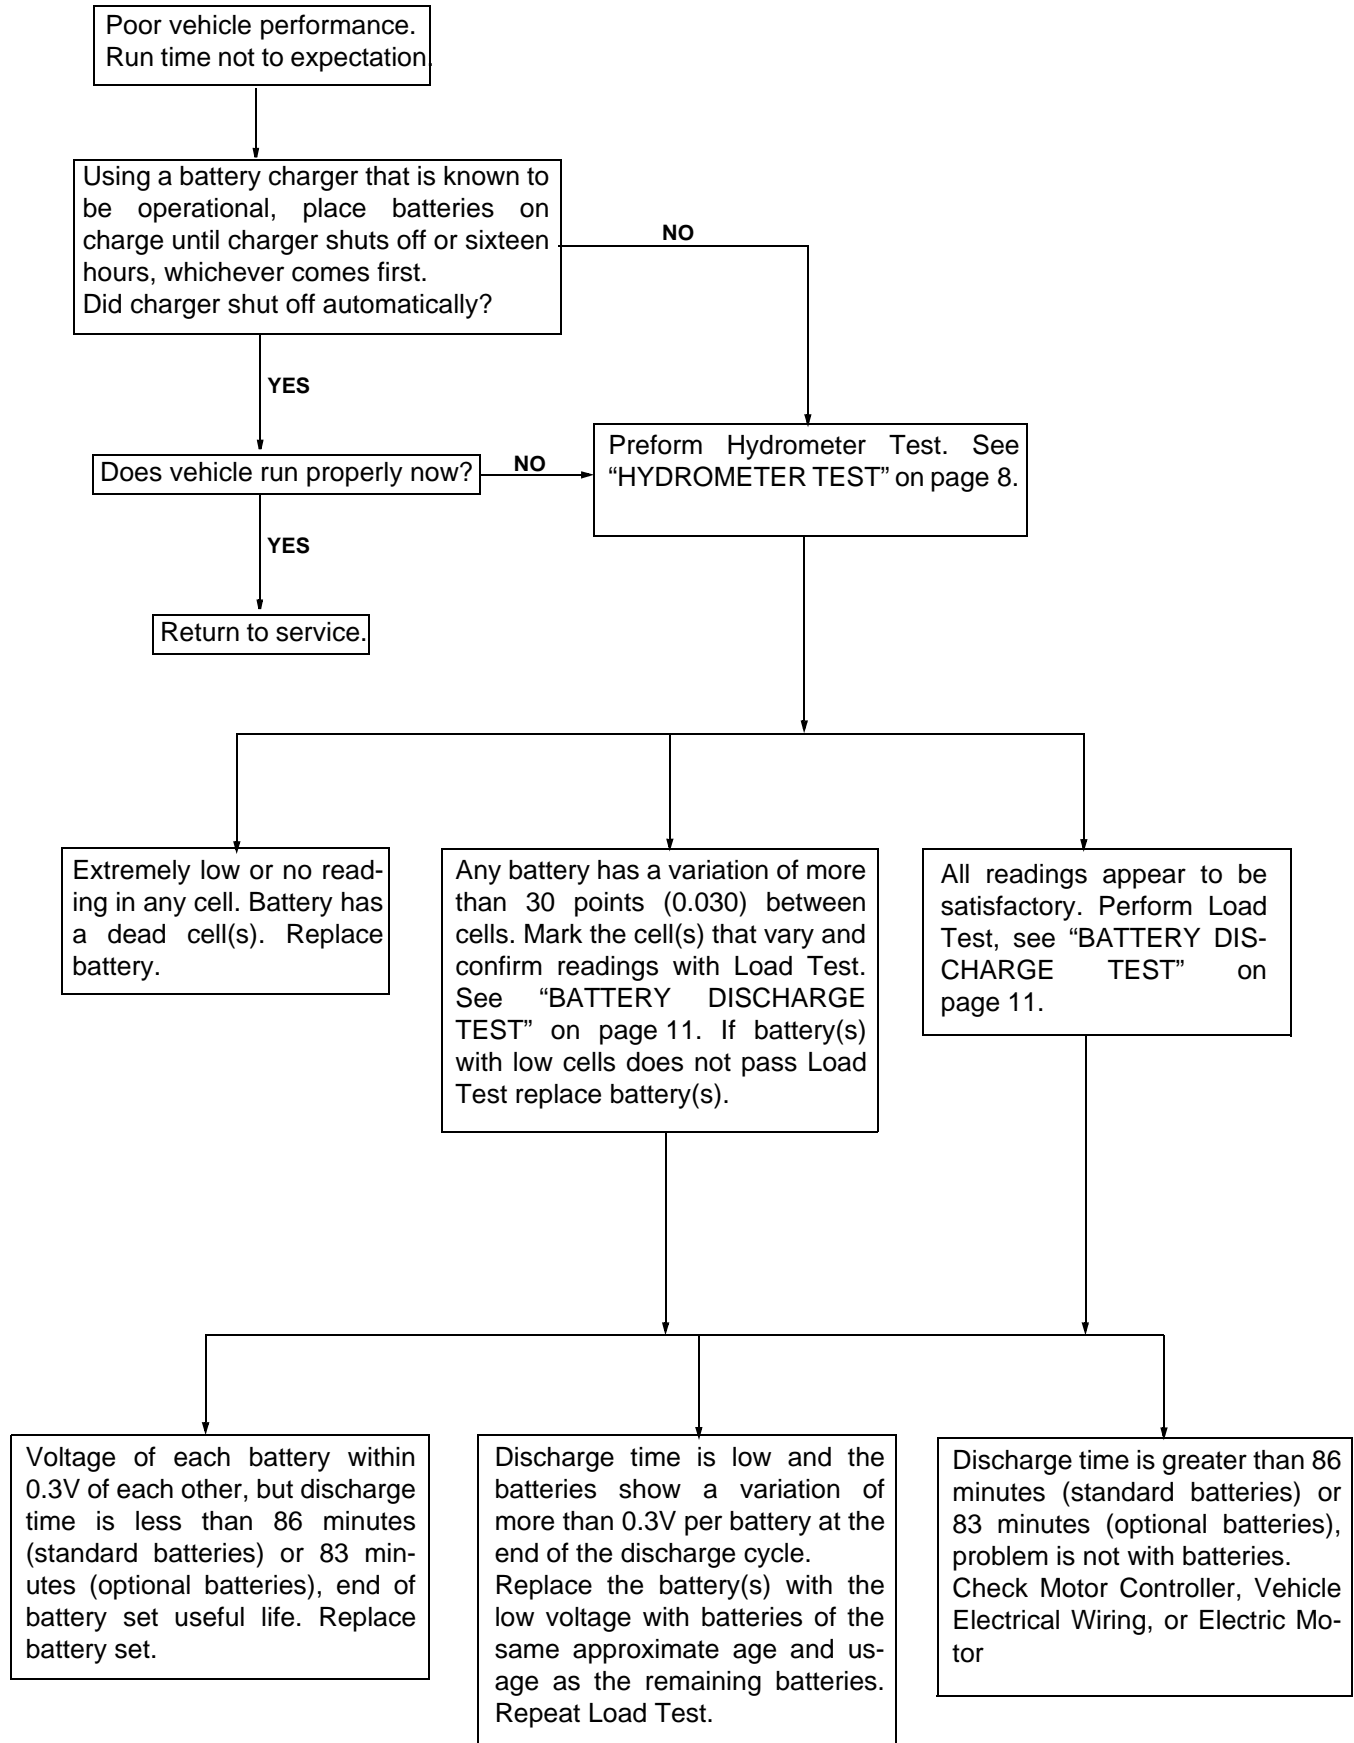 Poor vehicle performance.
Run time not to expectation.
Using a battery charger that is known to
be operational, place batteries on
charge until charger shuts off or sixteen
hours, whichever comes first.
Did charger shut off automatically?
NO
YES
Does vehicle run properly now?
NO
Preform Hydrometer Test. See
“HYDROMETER TEST” on page 8.
YES
Return to service.
Extremely low or no read-
ing in any cell. Battery has
a dead cell(s). Replace
battery.
Any battery has a variation of more
than 30 points (0.030) between
cells. Mark the cell(s) that vary and
confirm readings with Load Test.
See “BATTERY DISCHARGE
TEST” on page 11. If battery(s)
with low cells does not pass Load
Test replace battery(s).
All readings appear to be
satisfactory. Perform Load
Test, see “BATTERY DIS-
CHARGE TEST” on
page 11.
Voltage of each battery within
0.3V of each other, but discharge
time is less than 86 minutes
(standard batteries) or 83 min-
utes (optional batteries), end of
battery set useful life. Replace
battery set.
Discharge time is low and the
batteries show a variation of
more than 0.3V per battery at the
end of the discharge cycle.
Replace the battery(s) with the
low voltage with batteries of the
same approximate age and us-
age as the remaining batteries.
Repeat Load Test.
Discharge time is greater than 86
minutes (standard batteries) or
83 minutes (optional batteries),
problem is not with batteries.
Check Motor Controller, Vehicle
Electrical Wiring, or Electric Mo-
tor